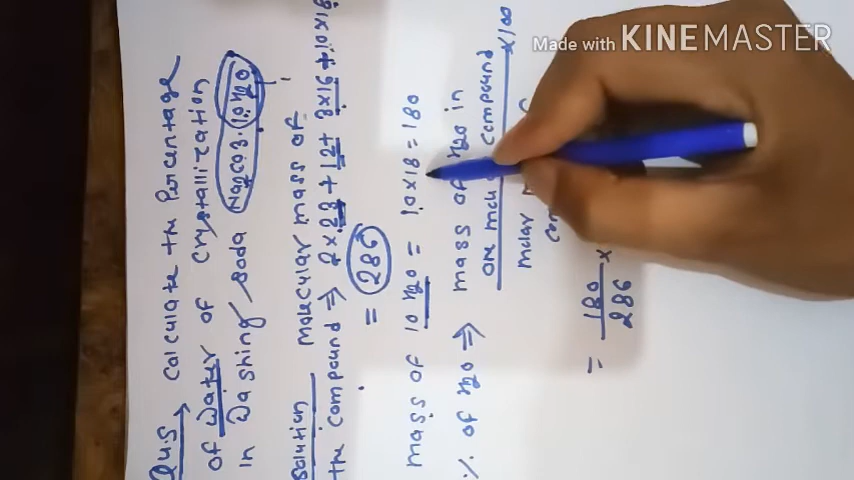 Made with KINEMASTER
Qus → calculate the Percentage
of water of crystallization
in washing soda Na2CO3.10H2O
Solution molecular mass of
the compound ⇒ 2×23+12+3×16+10×18
= 286
mass of 10 H2O = 10×18=180
% of H2O ⇒ mass of H2O in
one mole compound ×100
molar
= 180 ×
286